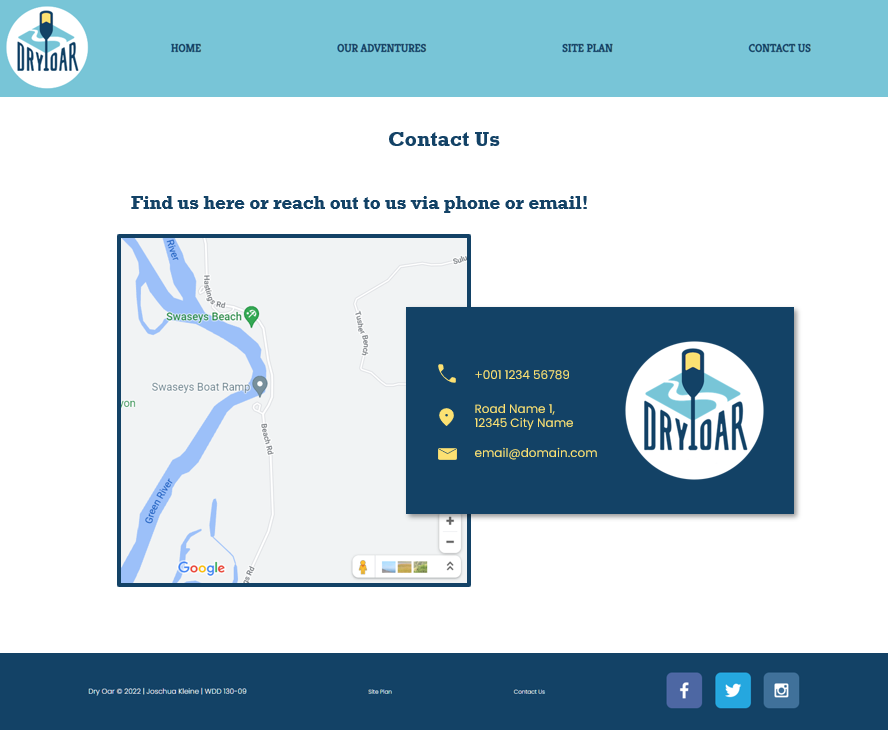 DRY OAR
HOME
OUR ADVENTURES
SITE PLAN
CONTACT US
Contact Us
Find us here or reach out to us via phone or email!
River
Hastings Rd
Swaseys Beach
Sulu
Tushel Bench
Swaseys Boat Ramp
yon
Beach Rd
Green River
gs Rd
Google
+
−
+001 1234 56789
Road Name 1,
12345 City Name
email@domain.com
DRY OAR
Dry Oar © 2022 | Joschua Kleine | WDD 130-09
Site Plan
Contact Us